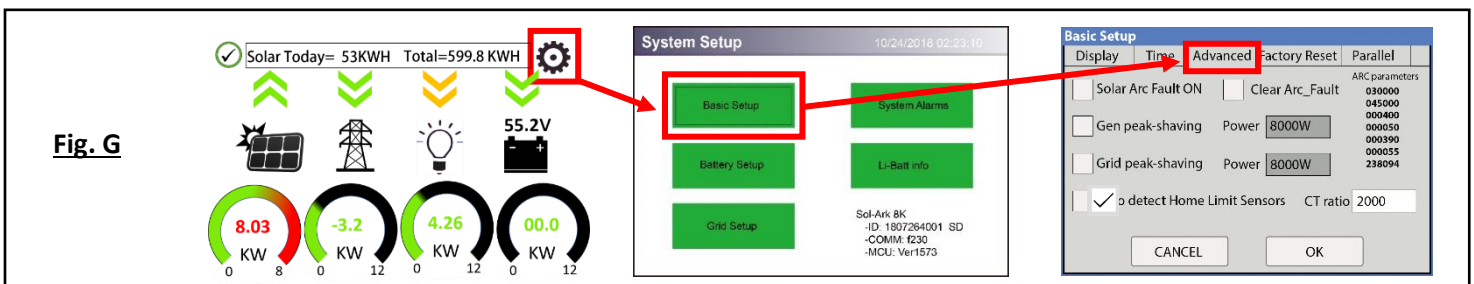 Fig. G
Solar Today= 53KWH Total=599.8 KWH
55.2V
- +
8.03
KW
0 8
-3.2
KW
0 12
4.26
KW
0 12
00.0
KW
0 12
System Setup 10/24/2018 02:23:10
Basic Setup
System Alarms
Battery Setup
Li-Batt info
Grid Setup
Sol-Ark 8K
-ID: 1807264001 SD
-COMM: f230
-MCU: Ver1573
Basic Setup
Display Time Advanced Factory Reset Parallel
Solar Arc Fault ON Clear Arc_Fault
Gen peak-shaving Power 8000W
Grid peak-shaving Power 8000W
o detect Home Limit Sensors CT ratio 2000
ARC parameters
030000
045000
000400
000050
000390
000055
238094
CANCEL OK